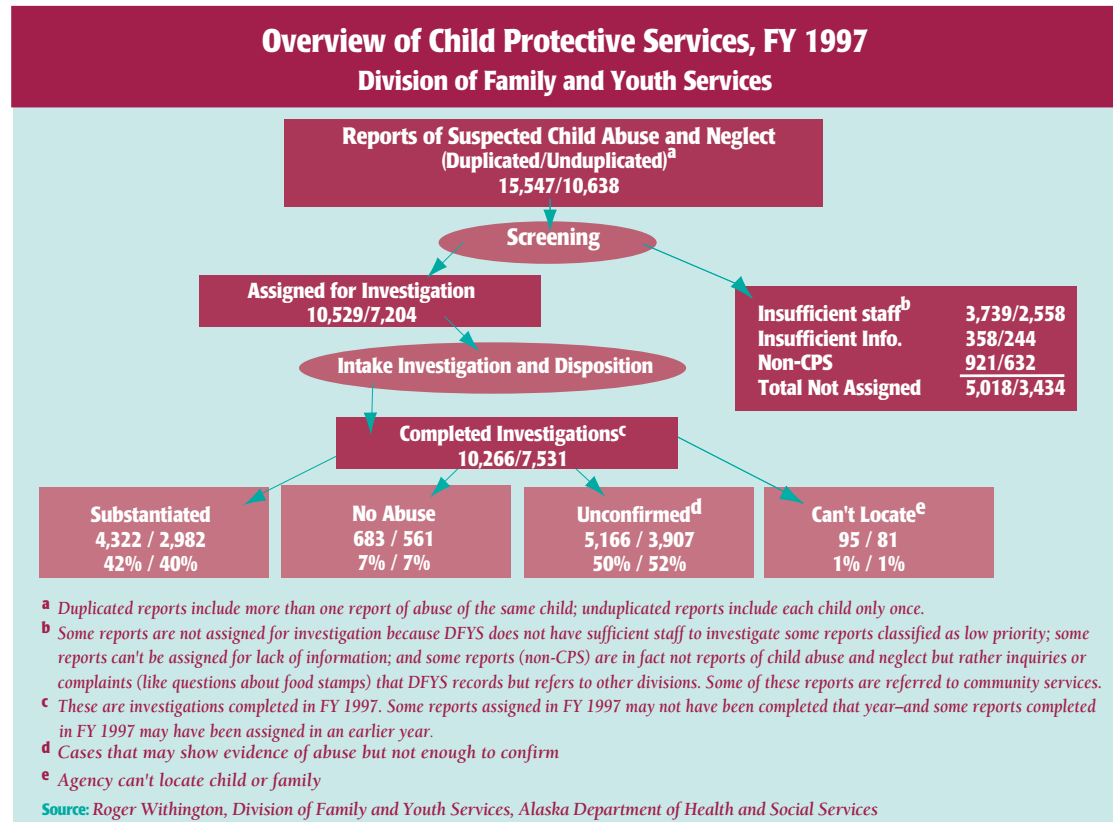 Overview of Child Protective Services, FY 1997
Division of Family and Youth Services
Reports of Suspected Child Abuse and Neglect
(Duplicated/Unduplicated)a
15,547/10,638
Screening
Assigned for Investigation
10,529/7,204
Insufficient staffb 3,739/2,558
Insufficient Info. 358/244
Non-CPS 921/632
Total Not Assigned 5,018/3,434
Intake Investigation and Disposition
Completed Investigationsc
10,266/7,531
Substantiated
4,322 / 2,982
42% / 40%
No Abuse
683 / 561
7% / 7%
Unconfirmedd
5,166 / 3,907
50% / 52%
Can't Locatee
95 / 81
1% / 1%
a Duplicated reports include more than one report of abuse of the same child; unduplicated reports include each child only once.
b Some reports are not assigned for investigation because DFYS does not have sufficient staff to investigate some reports classified as low priority; some
reports can't be assigned for lack of information; and some reports (non-CPS) are in fact not reports of child abuse and neglect but rather inquiries or
complaints (like questions about food stamps) that DFYS records but refers to other divisions. Some of these reports are referred to community services.
c These are investigations completed in FY 1997. Some reports assigned in FY 1997 may not have been completed that year–and some reports completed
in FY 1997 may have been assigned in an earlier year.
d Cases that may show evidence of abuse but not enough to confirm
e Agency can't locate child or family
Source: Roger Withington, Division of Family and Youth Services, Alaska Department of Health and Social Services